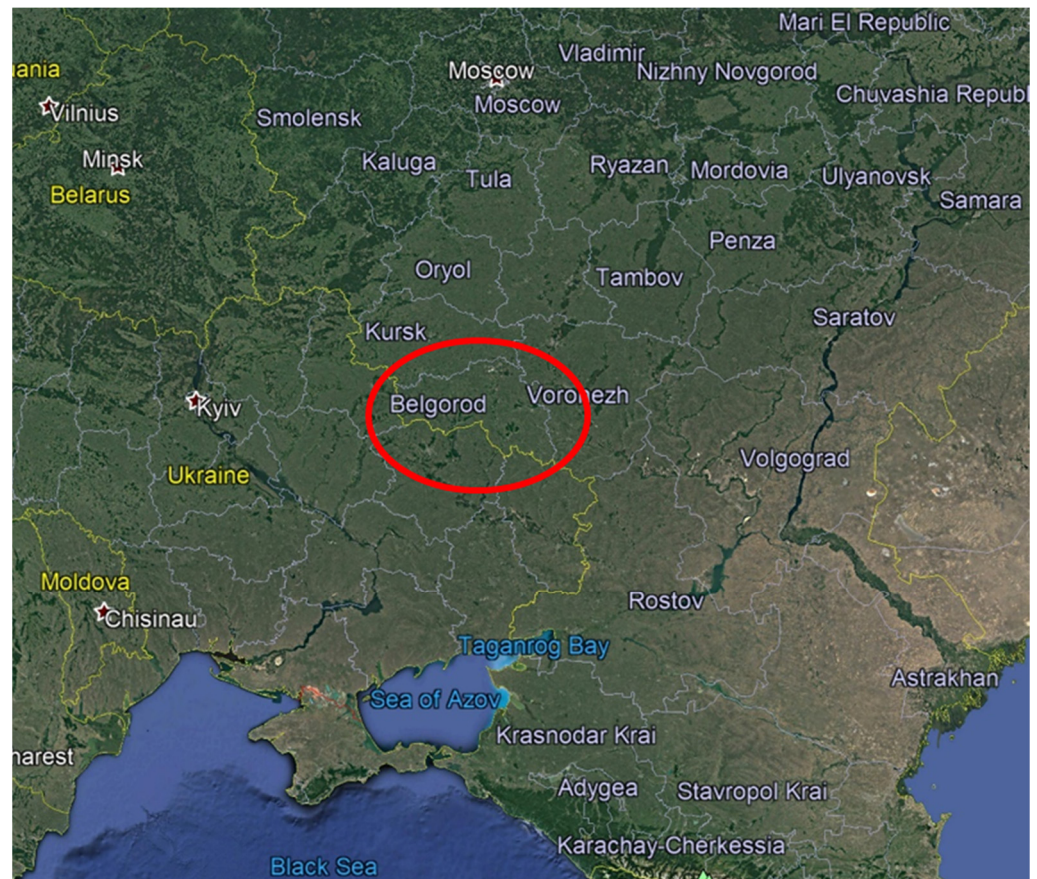 Mari El Republic
Vladimir
ania
Moscow
Nizhny Novgorod
Chuvashia Republ
Vilnius
Moscow
Smolensk
Minsk
Kaluga
Ryazan
Mordovia
Ulyanovsk
Tula
Belarus
Samara
Penza
Oryol
Tambov
Saratov
Kursk
Voronezh
Belgorod
Kyiv
Volgograd
Ukraine
Moldova
Rostov
Chisinau
Taganrog Bay
Astrakhan
Sea of Azov
Krasnodar Krai
harest
Adygea
Stavropol Krai
Karachay-Cherkessia
Black Sea